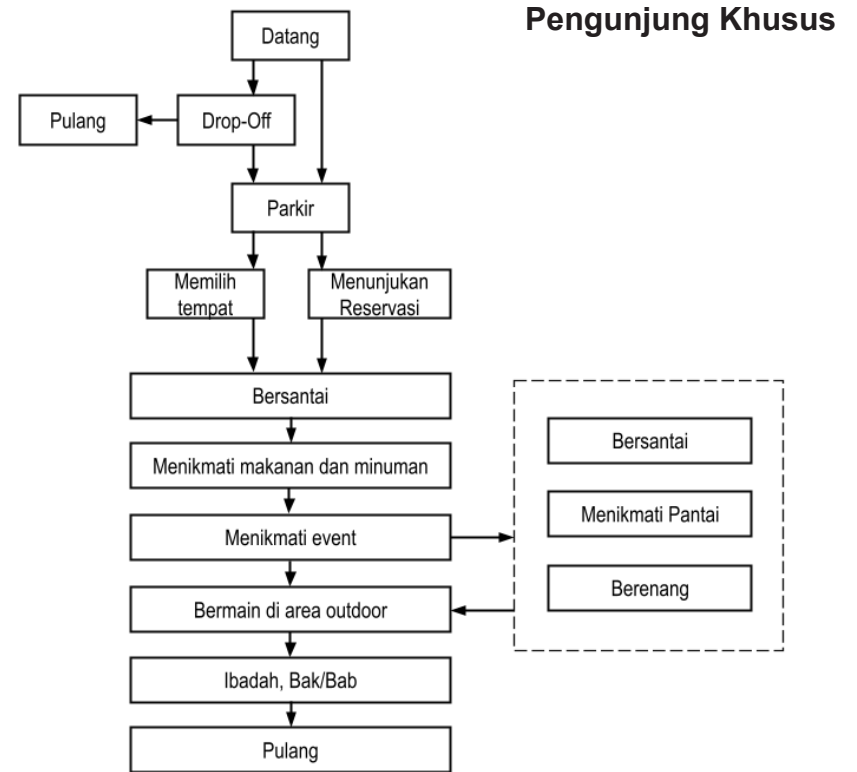 Pengunjung Khusus
Datang
Pulang
Drop-Off
Parkir
Memilih
tempat
Menunjukan
Reservasi
Bersantai
Menikmati makanan dan minuman
Menikmati event
Bermain di area outdoor
Ibadah, Bak/Bab
Pulang
Bersantai
Menikmati Pantai
Berenang